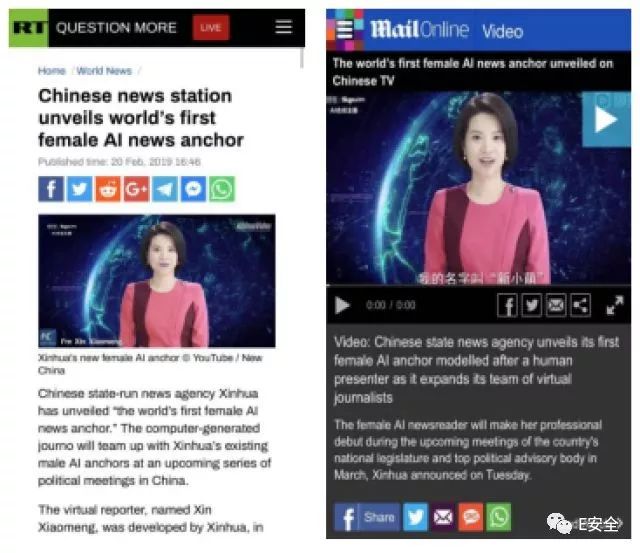 RT QUESTION MORE LIVE
Home / World News /
Chinese news station
unveils world's first
female AI news anchor
Published time: 20 Feb, 2019 16:46
I'm Xin Xiaomeng
Xinhua's new female AI anchor © YouTube / New
China
Chinese state-run news agency Xinhua
has unveiled "the world's first female AI
news anchor." The computer-generated
journo will team up with Xinhua's existing
male AI anchors at an upcoming series of
political meetings in China.
The virtual reporter, named Xin
Xiaomeng, was developed by Xinhua, in
MailOnline Video
The world's first female AI news anchor unveiled on
Chinese TV
我的名字叫“新小萌”
0:00 / 0:00
Video: Chinese state news agency unveils its first
female AI anchor modelled after a human
presenter as it expands its team of virtual
journalists
The female AI newsreader will make her professional
debut during the upcoming meetings of the country's
national legislature and top political advisory body in
March, Xinhua announced on Tuesday.
Share
E安全